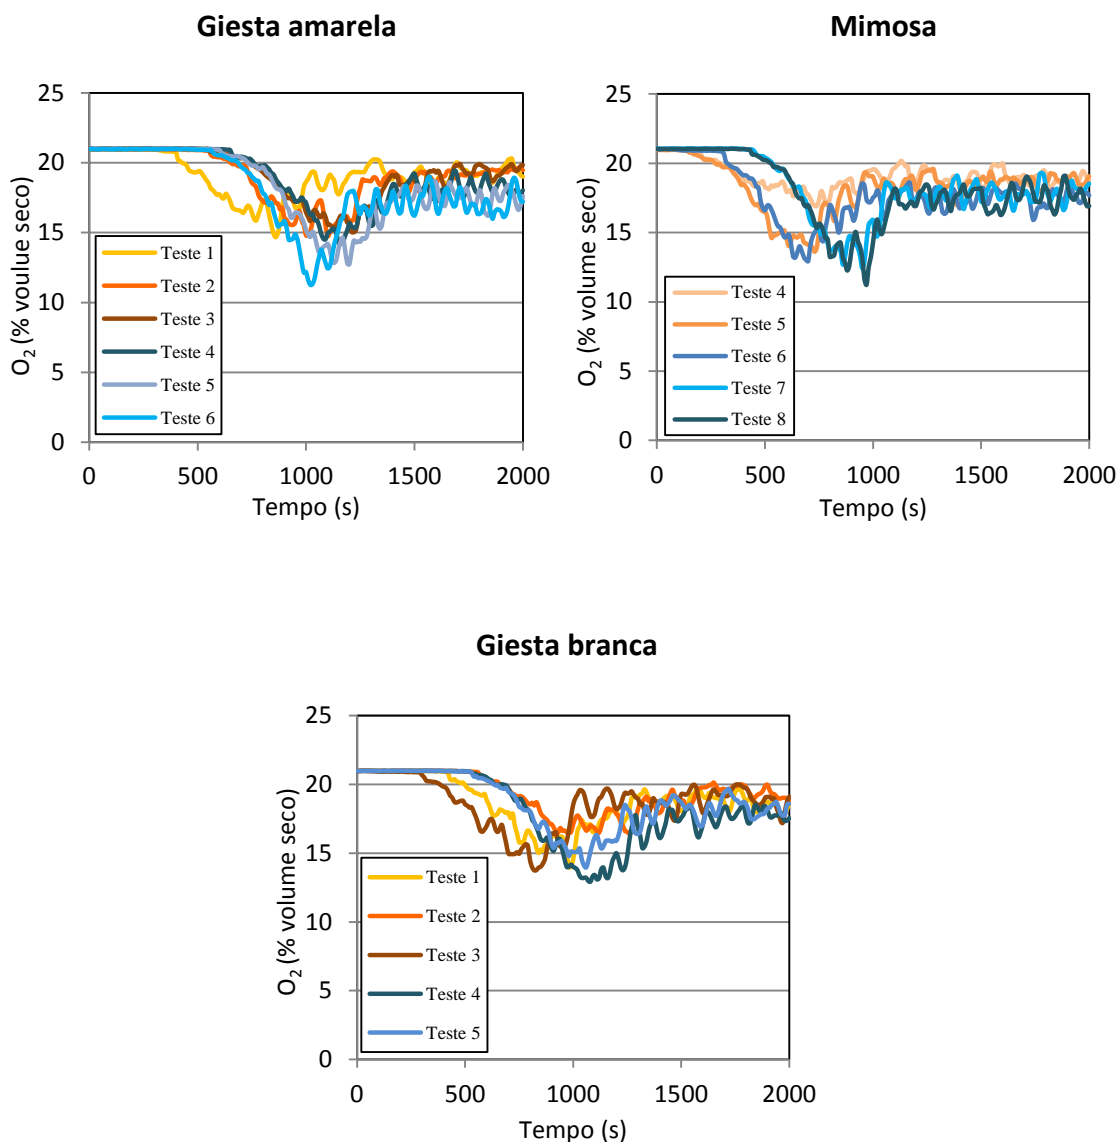 Giesta amarela
25
20
15
10
5
0
O2 (% voulue seco)
Teste 1
Teste 2
Teste 3
Teste 4
Teste 5
Teste 6
0 500 1000 1500 2000
Tempo (s)
Mimosa
25
20
15
10
5
0
O2 (% volume seco)
Teste 4
Teste 5
Teste 6
Teste 7
Teste 8
0 500 1000 1500 2000
Tempo (s)
Giesta branca
25
20
15
10
5
0
O2 (% volume seco)
Teste 1
Teste 2
Teste 3
Teste 4
Teste 5
0 500 1000 1500 2000
Tempo (s)